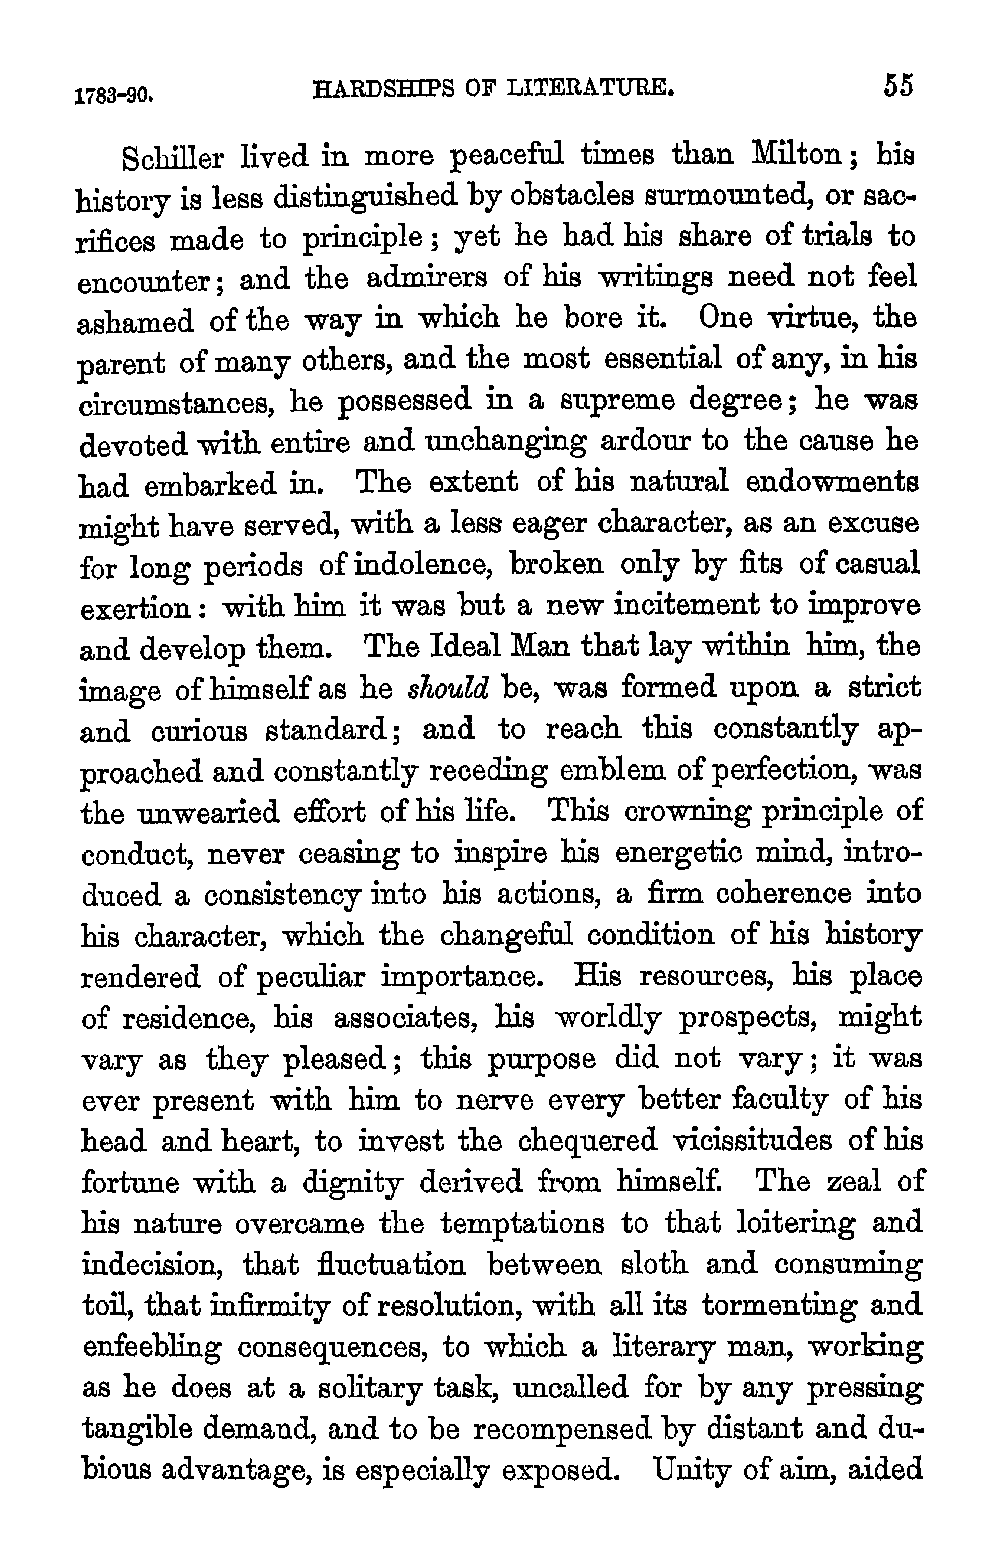 1783-90. HARDSHIPS OF LITERATURE. 55
Schiller lived in more peaceful times than Milton; his
history is less distinguished by obstacles surmounted, or sac-
rifices made to principle; yet he had his share of trials to
encounter; and the admirers of his writings need not feel
ashamed of the way in which he bore it. One virtue, the
parent of many others, and the most essential of any, in his
circumstances, he possessed in a supreme degree; he was
devoted with entire and unchanging ardour to the cause he
had embarked in. The extent of his natural endowments
might have served, with a less eager character, as an excuse
for long periods of indolence, broken only by fits of casual
exertion: with him it was but a new incitement to improve
and develop them. The Ideal Man that lay within him, the
image of himself as he should be, was formed upon a strict
and curious standard; and to reach this constantly ap-
proached and constantly receding emblem of perfection, was
the unwearied effort of his life. This crowning principle of
conduct, never ceasing to inspire his energetic mind, intro-
duced a consistency into his actions, a firm coherence into
his character, which the changeful condition of his history
rendered of peculiar importance. His resources, his place
of residence, his associates, his worldly prospects, might
vary as they pleased; this purpose did not vary; it was
ever present with him to nerve every better faculty of his
head and heart, to invest the chequered vicissitudes of his
fortune with a dignity derived from himself. The zeal of
his nature overcame the temptations to that loitering and
indecision, that fluctuation between sloth and consuming
toil, that infirmity of resolution, with all its tormenting and
enfeebling consequences, to which a literary man, working
as he does at a solitary task, uncalled for by any pressing
tangible demand, and to be recompensed by distant and du-
bious advantage, is especially exposed. Unity of aim, aided